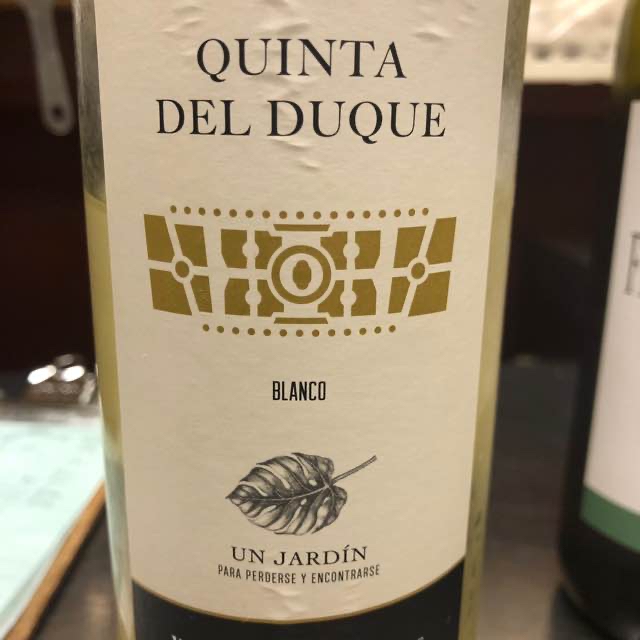 QUINTA
DEL DUQUE
BLANCO
UN JARDÍN
PARA PERDERSE Y ENCONTRARSE